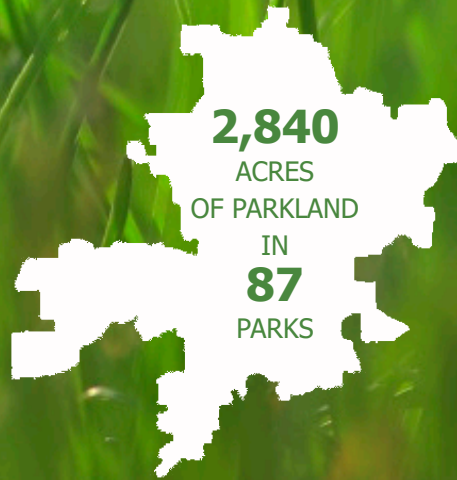 2,840
ACRES
OF PARKLAND
IN
87
PARKS